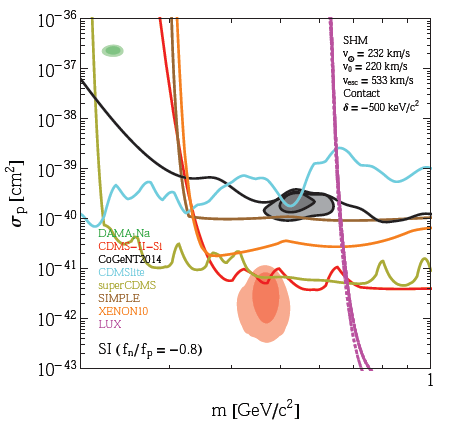 10^-36
10^-37
10^-38
10^-39
10^-40
10^-41
10^-42
10^-43
σp [cm²]
SHM
v⊙ = 232 km/s
v0 = 220 km/s
vesc = 533 km/s
Contact
δ = −500 keV/c²
DAMA Na
CDMS−II−Si
CoGeNT2014
CDMSlite
superCDMS
SIMPLE
XENON10
LUX
SI (fn/fp = −0.8)
1
m [GeV/c²]